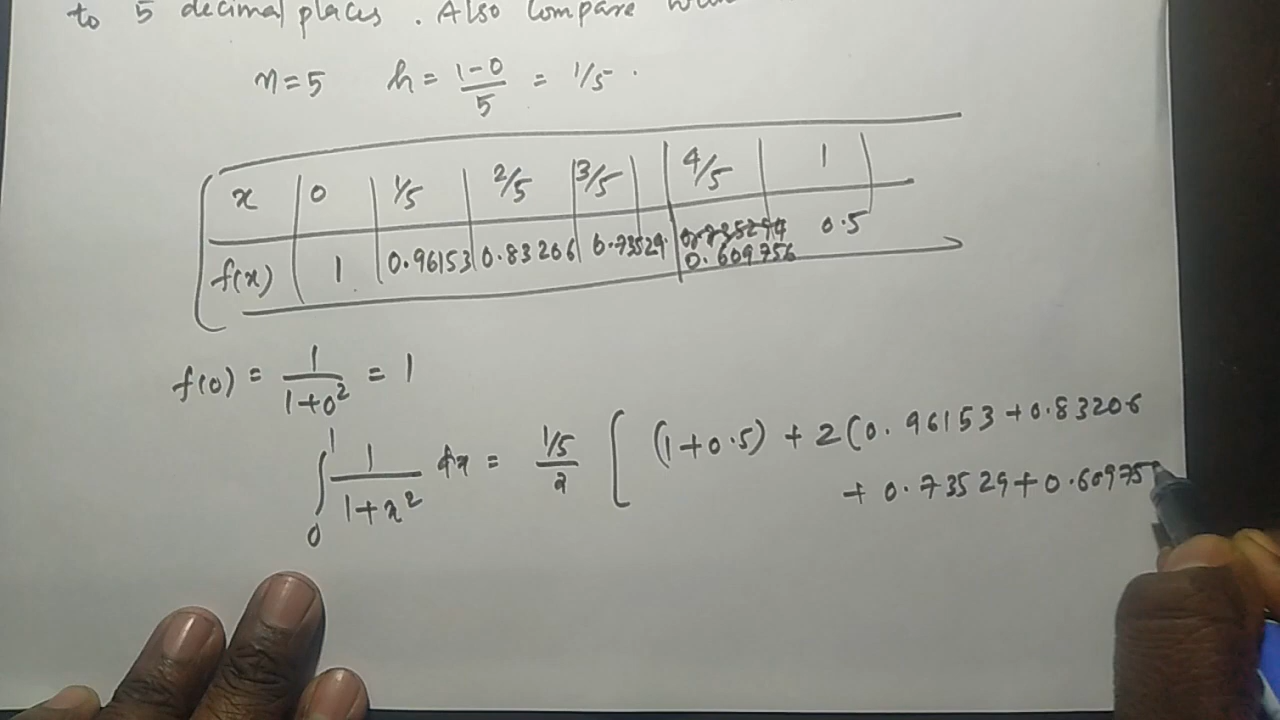 to 5 decimal places. Also Compare
n=5 h= 1-0/5 = 1/5.
x 0 1/5 2/5 3/5 4/5 1
f(x) 1 0.96153 0.83206 0.73529 0.609756 0.5
f(0) = 1/1+0² = 1
∫₀¹ 1/1+x² dx = 1/5/2 [ (1+0.5) + 2(0.96153+0.83206
+ 0.73529+0.60975